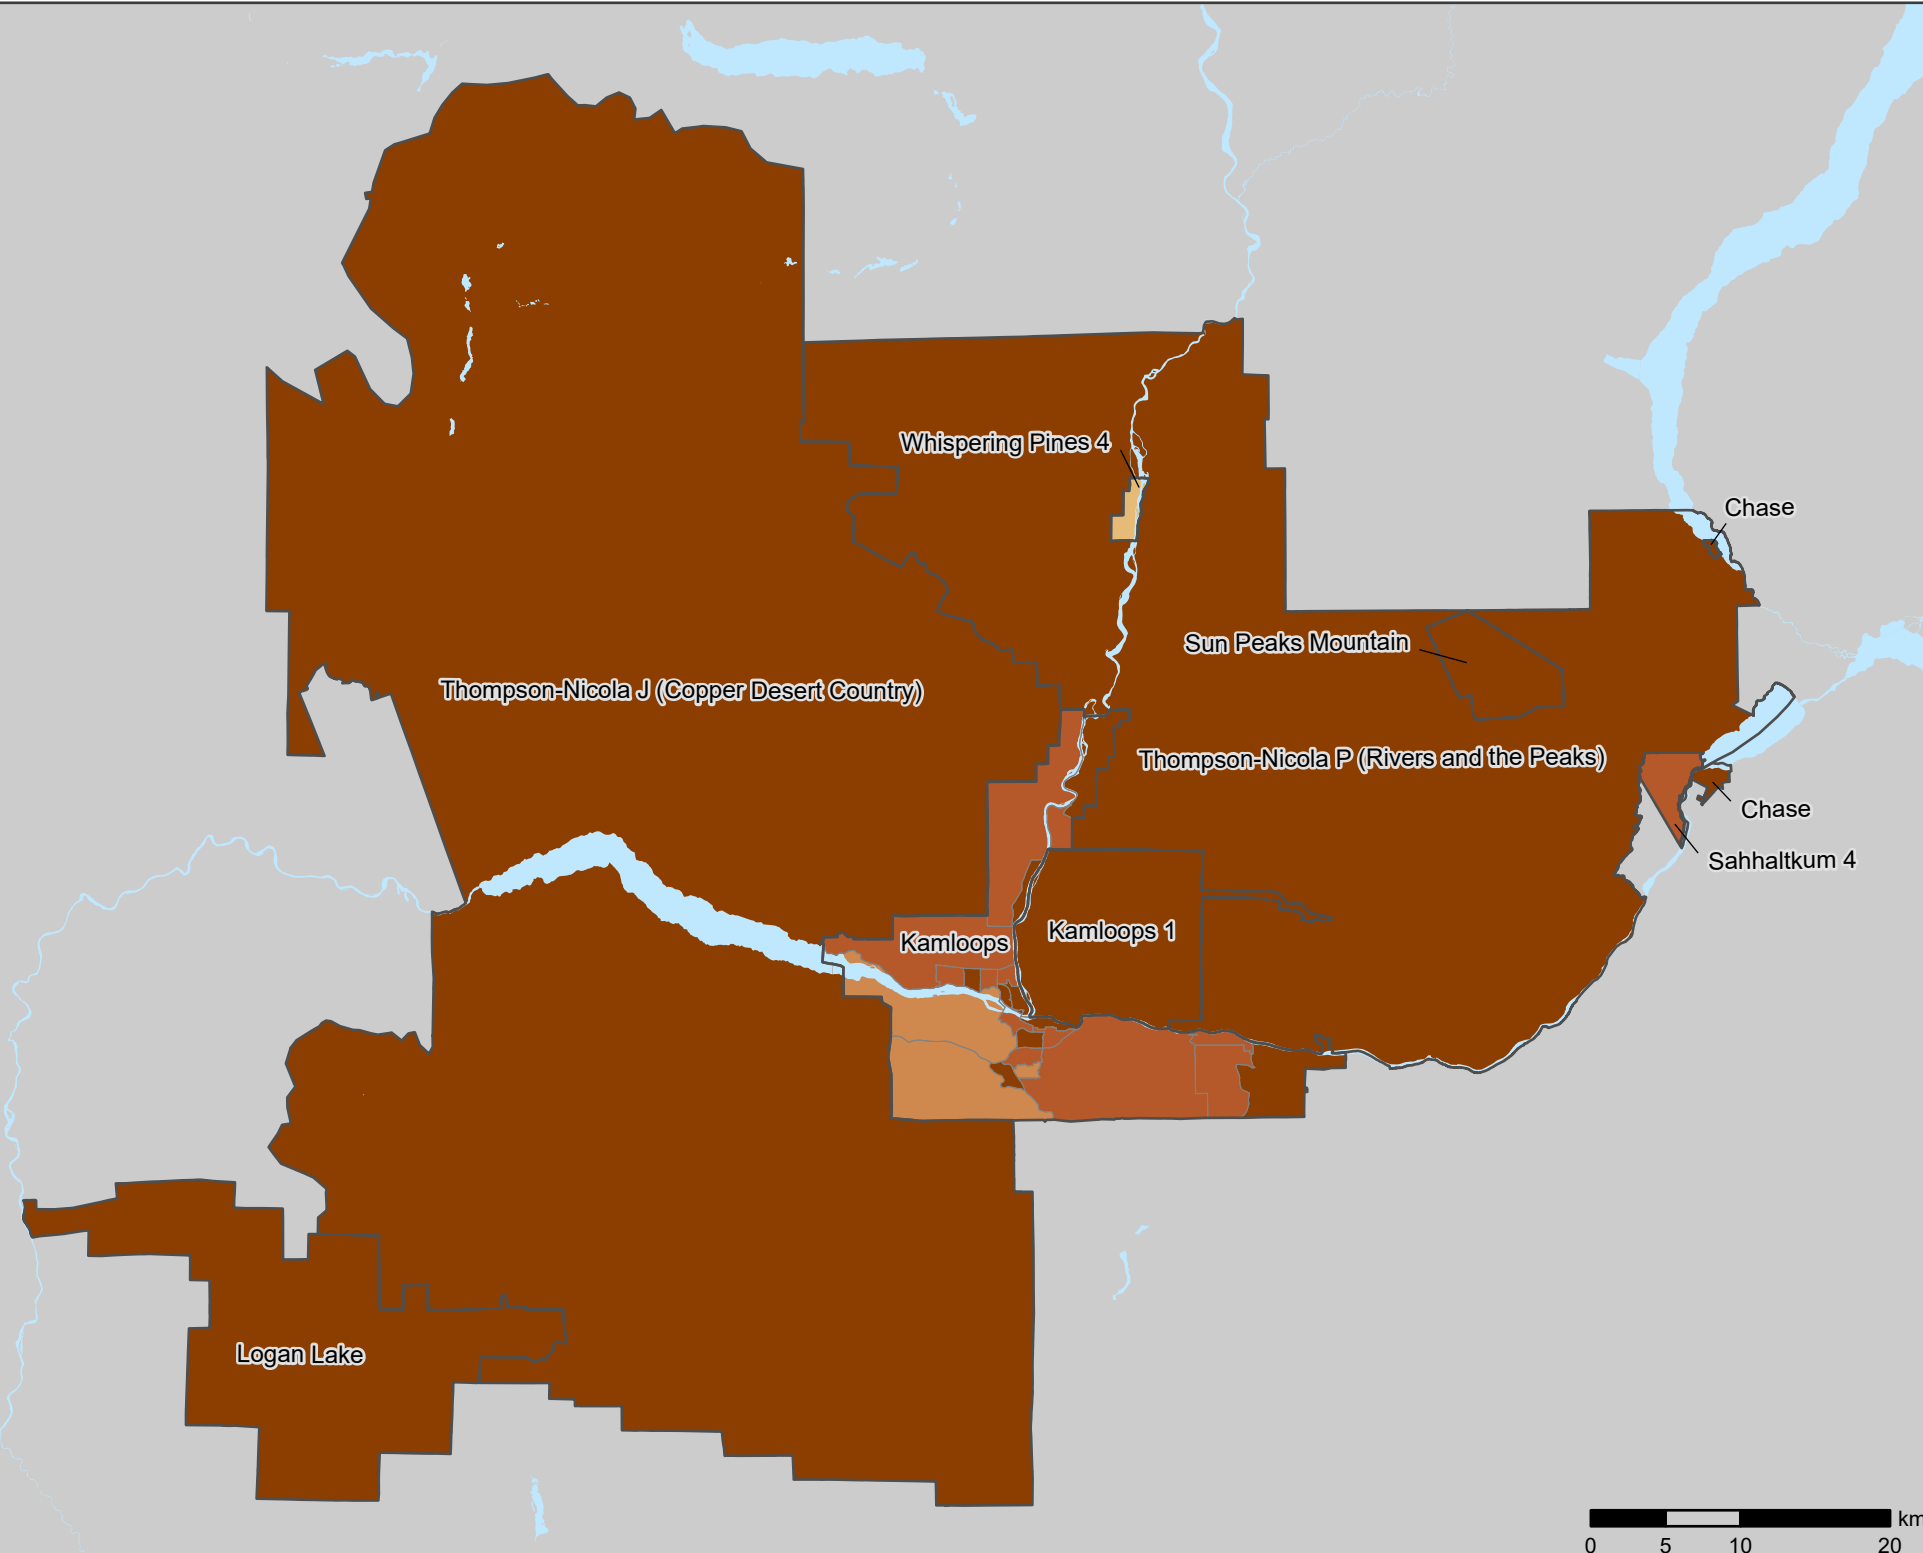 Whispering Pines 4
Chase
Sun Peaks Mountain
Thompson-Nicola J (Copper Desert Country)
Thompson-Nicola P (Rivers and the Peaks)
Chase
Sahhaltkum 4
Kamloops
Kamloops 1
Logan Lake
km
0 5 10 20